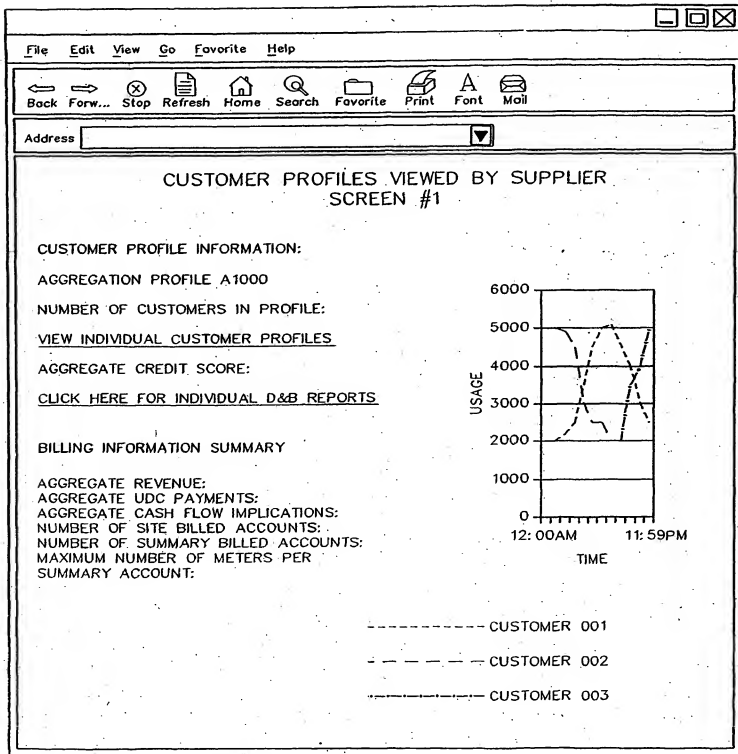 File Edit View Go Favorite Help
Back Forw... Stop Refresh Home Search Favorite Print Font Mail
Address
CUSTOMER PROFILES VIEWED BY SUPPLIER
SCREEN #1
CUSTOMER PROFILE INFORMATION:
AGGREGATION PROFILE A1000
NUMBER OF CUSTOMERS IN PROFILE:
VIEW INDIVIDUAL CUSTOMER PROFILES
AGGREGATE CREDIT SCORE:
CLICK HERE FOR INDIVIDUAL D&B REPORTS
BILLING INFORMATION SUMMARY
AGGREGATE REVENUE:
AGGREGATE UDC PAYMENTS:
AGGREGATE CASH FLOW IMPLICATIONS:
NUMBER OF SITE BILLED ACCOUNTS:
NUMBER OF SUMMARY BILLED ACCOUNTS:
MAXIMUM NUMBER OF METERS PER
SUMMARY ACCOUNT:
6000
5000
4000
3000
2000
1000
0
USAGE
12:00AM 11:59PM
TIME
CUSTOMER 001
CUSTOMER 002
CUSTOMER 003